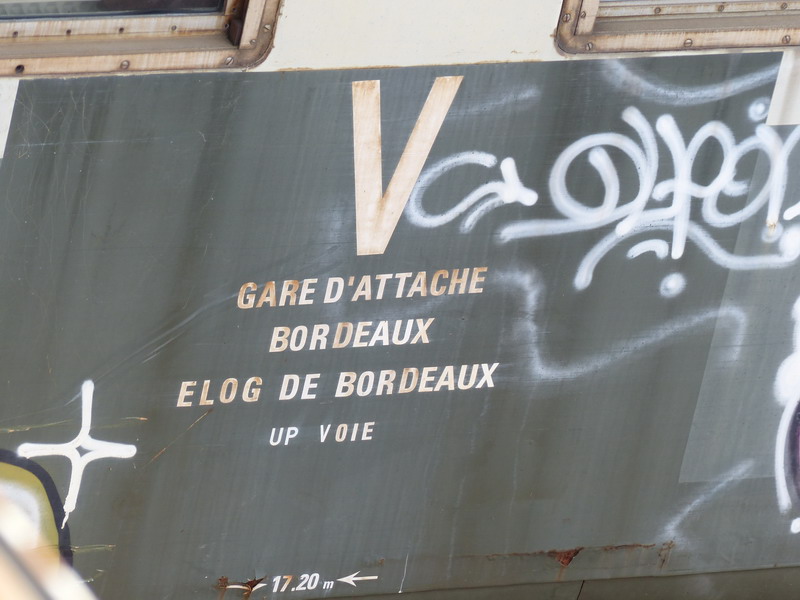 V
GARE D'ATTACHE
BORDEAUX
ELOG DE BORDEAUX
UP VOIE
17.20 m